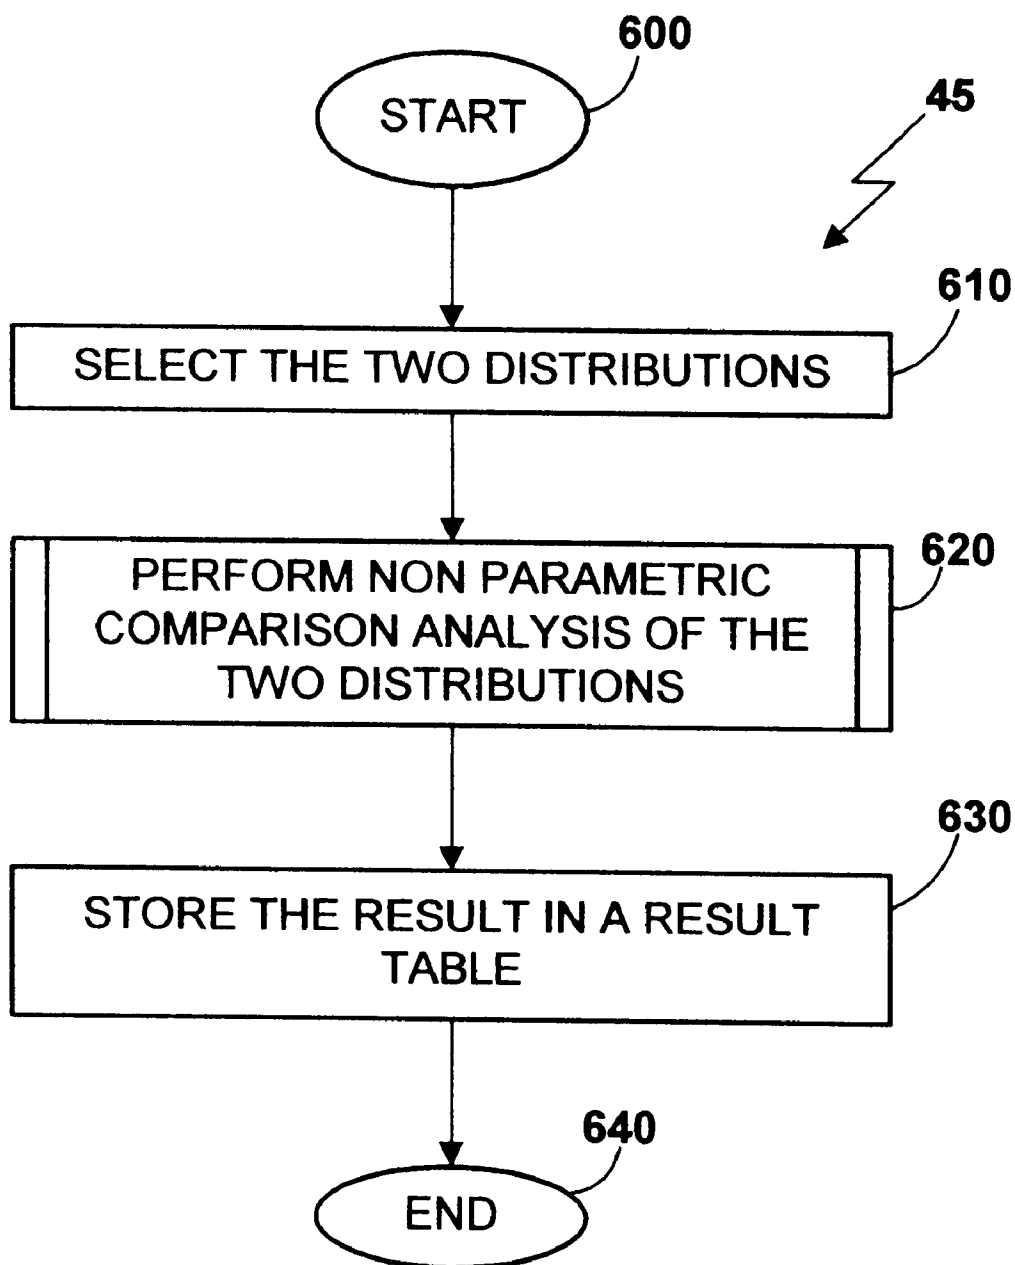 600
START
45
610
SELECT THE TWO DISTRIBUTIONS
620
PERFORM NON PARAMETRIC
COMPARISON ANALYSIS OF THE
TWO DISTRIBUTIONS
630
STORE THE RESULT IN A RESULT
TABLE
640
END